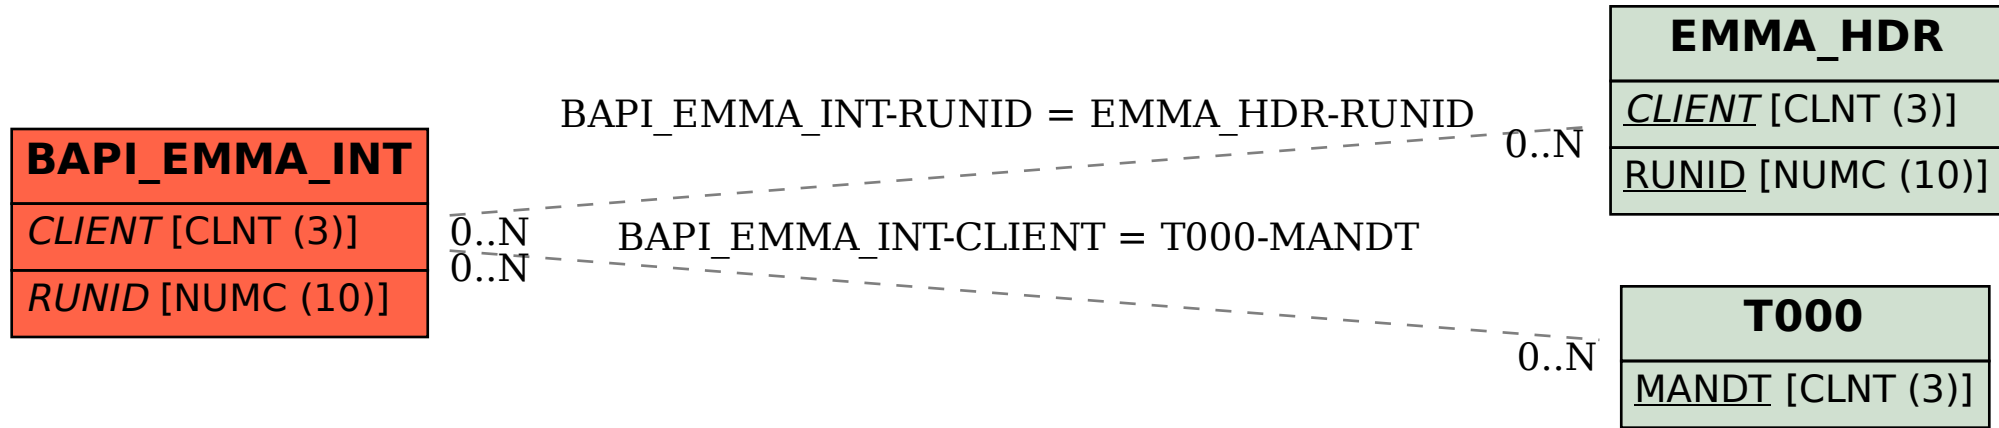 BAPI_EMMA_INT
CLIENT [CLNT (3)]
RUNID [NUMC (10)]
BAPI_EMMA_INT-RUNID = EMMA_HDR-RUNID
0..N
0..N
BAPI_EMMA_INT-CLIENT = T000-MANDT
0..N
0..N
EMMA_HDR
CLIENT [CLNT (3)]
RUNID [NUMC (10)]
T000
MANDT [CLNT (3)]